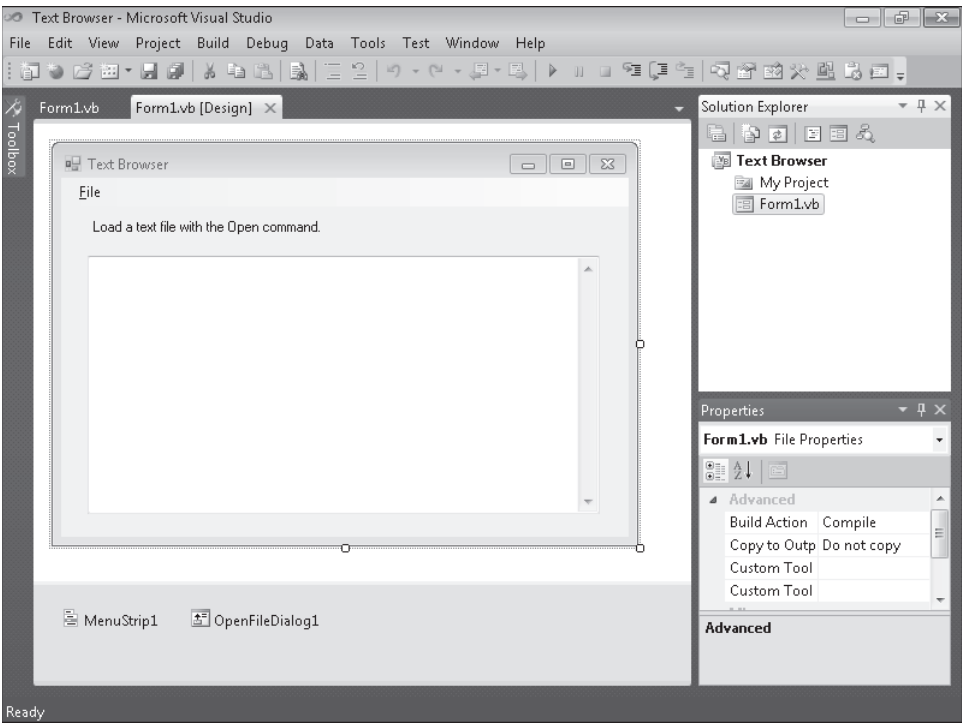 Text Browser - Microsoft Visual Studio
File Edit View Project Build Debug Data Tools Test Window Help
Toolbox
Form1.vb Form1.vb [Design]
Text Browser
File
Load a text file with the Open command.
MenuStrip1 OpenFileDialog1
Solution Explorer
Text Browser
My Project
Form1.vb
Properties
Form1.vb File Properties
Advanced
Build Action Compile
Copy to Outp Do not copy
Custom Tool
Custom Tool
Advanced
Ready